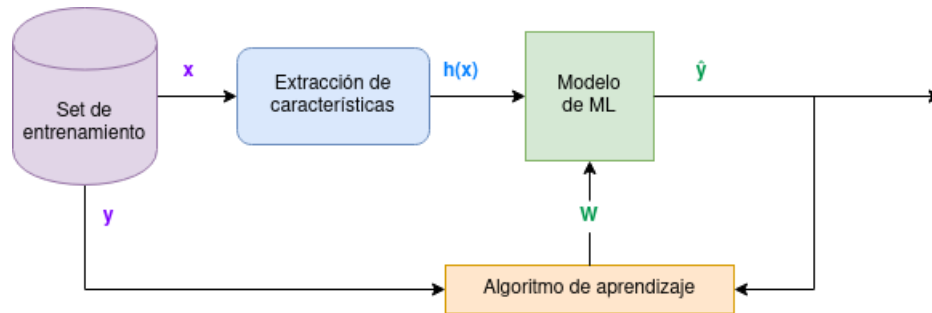 x
Extracción de
características
h(x)
Modelo
de ML
ŷ
Set de
entrenamiento
y
W
Algoritmo de aprendizaje